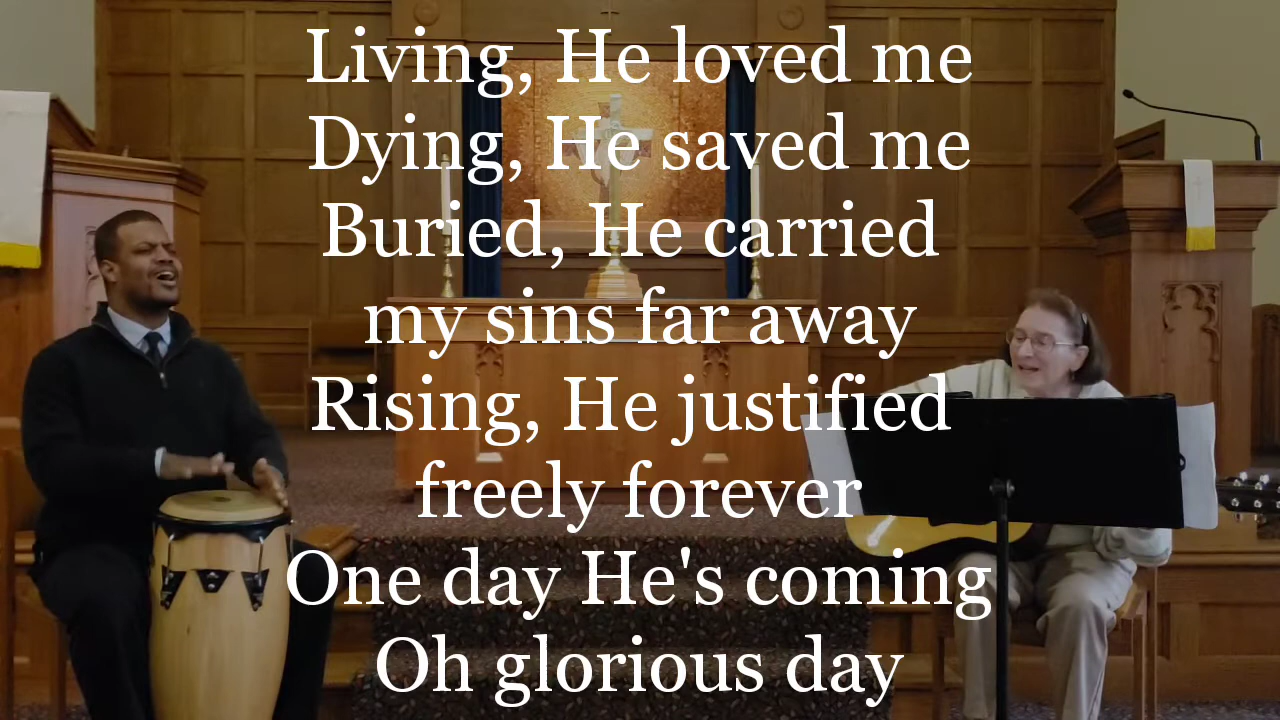 Living, He loved me
Dying, He saved me
Buried, He carried
my sins far away
Rising, He justified
freely forever
One day He's coming
Oh glorious day